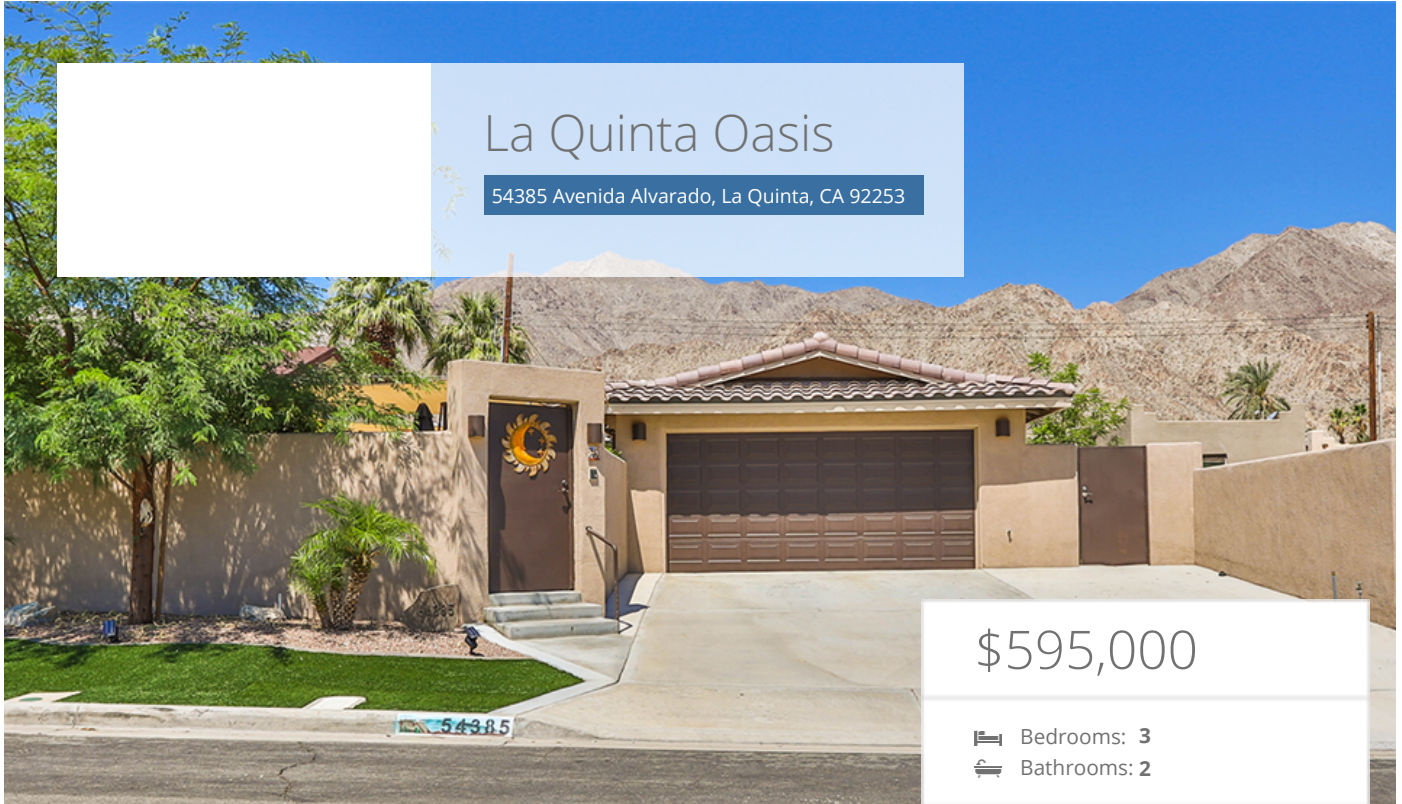 La Quinta Oasis
54385 Avenida Alvarado, La Quinta, CA 92253
54385
$595,000
Bedrooms: 3
Bathrooms: 2